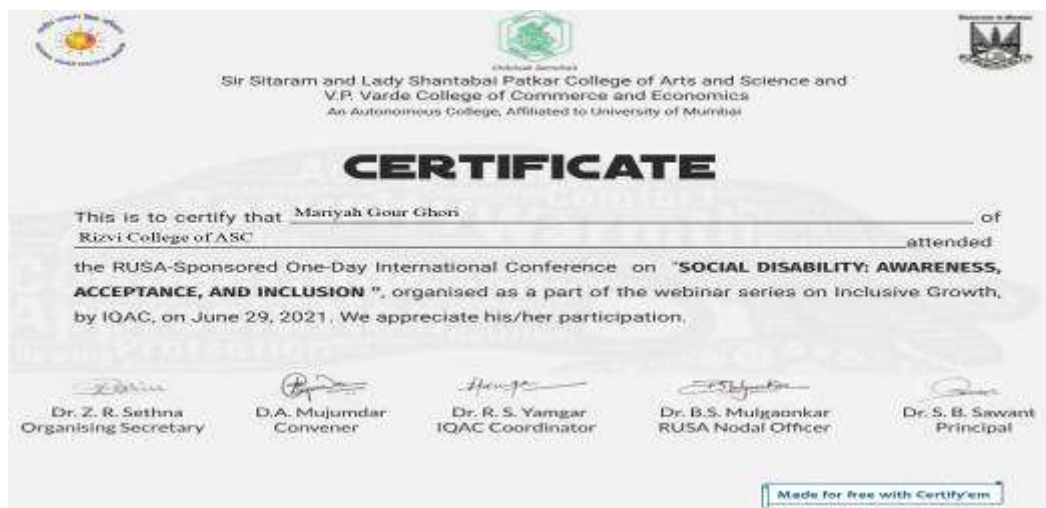 Sir Sitaram and Lady Shantabai Patkar College of Arts and Science and
V.P. Varde College of Commerce and Economics
An Autonomous College, Affiliated to University of Mumbai
CERTIFICATE
This is to certify that Mariyah Gour Ghori of
Rizvi College of ASC attended
the RUSA-Sponsored One-Day International Conference on "SOCIAL DISABILITY: AWARENESS,
ACCEPTANCE, AND INCLUSION ", organised as a part of the webinar series on Inclusive Growth,
by IQAC, on June 29, 2021. We appreciate his/her participation.
Dr. Z. R. Sethna D.A. Mujumdar Dr. R. S. Yamgar Dr. B.S. Mulgaonkar Dr. S. B. Sawant
Organising Secretary Convener IQAC Coordinator RUSA Nodal Officer Principal
Made for free with Certify'em